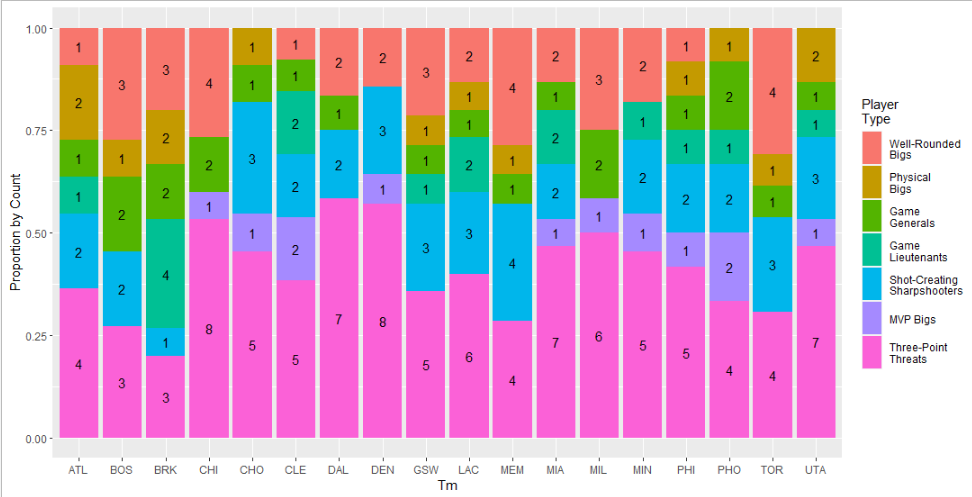 1.00
0.75
0.50
0.25
0.00
Proportion by Count
1 3 3 4 1 1 2 2 3 2 4 2 3 2 1 1 4 2
2 1 2 2 1 1 1 3 1 1 1 1 2 1 1 2 1 1
1 2 2 1 3 2 2 1 1 2 1 2 1 2 1 1 1 1
1 2 4 8 1 2 7 8 1 2 4 2 6 1 1 2 3 3
2 3 1 5 2 3 3 4 1 5 2 2 4 1
4 3 5 5 6 7 1 4 7
5
ATL BOS BRK CHI CHO CLE DAL DEN GSW LAC MEM MIA MIL MIN PHI PHO TOR UTA
Tm
Player
Type
Well-Rounded
Bigs
Physical
Bigs
Game
Generals
Game
Lieutenants
Shot-Creating
Sharpshooters
MVP Bigs
Three-Point
Threats